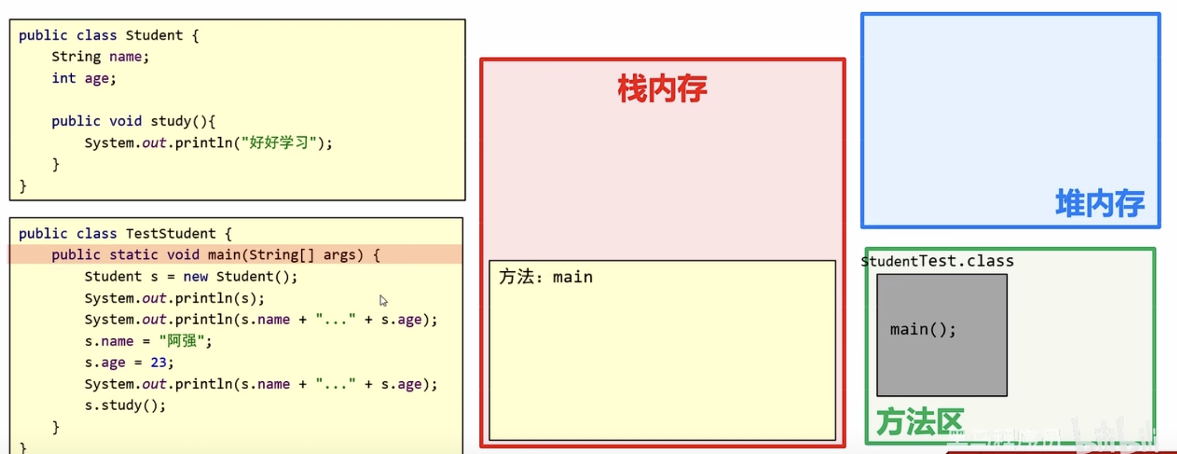 public class Student {
String name;
int age;
public void study(){
System.out.println("好好学习");
}
}
public class TestStudent {
public static void main(String[] args) {
Student s = new Student();
System.out.println(s);
System.out.println(s.name + "..." + s.age);
s.name = "阿强";
s.age = 23;
System.out.println(s.name + "..." + s.age);
s.study();
}
}
栈内存
方法：main
堆内存
StudentTest.class
main();
方法区